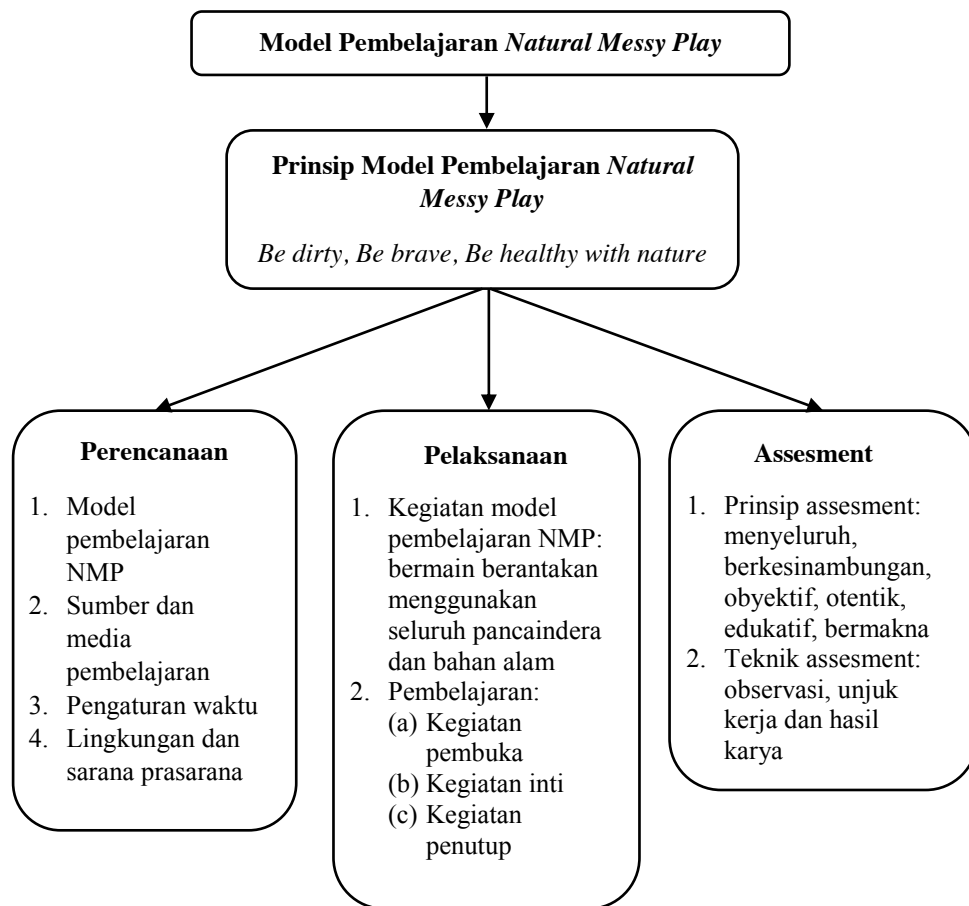 Model Pembelajaran Natural Messy Play
Prinsip Model Pembelajaran Natural
Messy Play
Be dirty, Be brave, Be healthy with nature
Perencanaan
1. Model
pembelajaran
NMP
2. Sumber dan
media
pembelajaran
3. Pengaturan waktu
4. Lingkungan dan
sarana prasarana
Pelaksanaan
1. Kegiatan model
pembelajaran NMP:
bermain berantakan
menggunakan
seluruh pancaindera
dan bahan alam
2. Pembelajaran:
(a) Kegiatan
pembuka
(b) Kegiatan inti
(c) Kegiatan
penutup
Assesment
1. Prinsip assesment:
menyeluruh,
berkesinambungan,
obyektif, otentik,
edukatif, bermakna
2. Teknik assesment:
observasi, unjuk
kerja dan hasil
karya